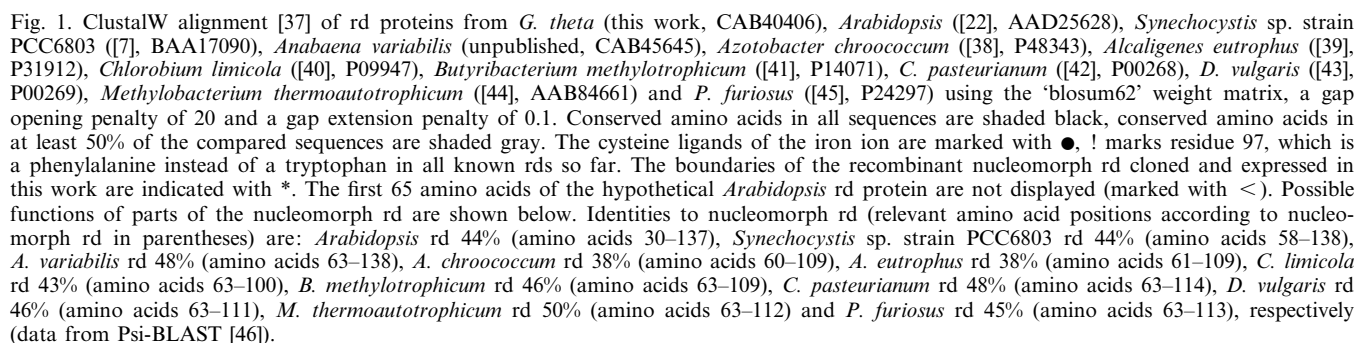 Fig. 1. ClustalW alignment [37] of rd proteins from G. theta (this work, CAB40406), Arabidopsis ([22], AAD25628), Synechocystis sp. strain
PCC6803 ([7], BAA17090), Anabaena variabilis (unpublished, CAB45645), Azotobacter chroococcum ([38], P48343), Alcaligenes eutrophus ([39],
P31912), Chlorobium limicola ([40], P09947), Butyribacterium methylotrophicum ([41], P14071), C. pasteurianum ([42], P00268), D. vulgaris ([43],
P00269), Methylobacterium thermoautotrophicum ([44], AAB84661) and P. furiosus ([45], P24297) using the ‘blosum62’ weight matrix, a gap
opening penalty of 20 and a gap extension penalty of 0.1. Conserved amino acids in all sequences are shaded black, conserved amino acids in
at least 50% of the compared sequences are shaded gray. The cysteine ligands of the iron ion are marked with ●, ! marks residue 97, which is
a phenylalanine instead of a tryptophan in all known rds so far. The boundaries of the recombinant nucleomorph rd cloned and expressed in
this work are indicated with *. The first 65 amino acids of the hypothetical Arabidopsis rd protein are not displayed (marked with <). Possible
functions of parts of the nucleomorph rd are shown below. Identities to nucleomorph rd (relevant amino acid positions according to nucleo-
morph rd in parentheses) are: Arabidopsis rd 44% (amino acids 30–137), Synechocystis sp. strain PCC6803 rd 44% (amino acids 58–138),
A. variabilis rd 48% (amino acids 63–138), A. chroococcum rd 38% (amino acids 60–109), A. eutrophus rd 38% (amino acids 61–109), C. limicola
rd 43% (amino acids 63–100), B. methylotrophicum rd 46% (amino acids 63–109), C. pasteurianum rd 48% (amino acids 63–114), D. vulgaris rd
46% (amino acids 63–111), M. thermoautotrophicum rd 50% (amino acids 63–112) and P. furiosus rd 45% (amino acids 63–113), respectively
(data from Psi-BLAST [46]).